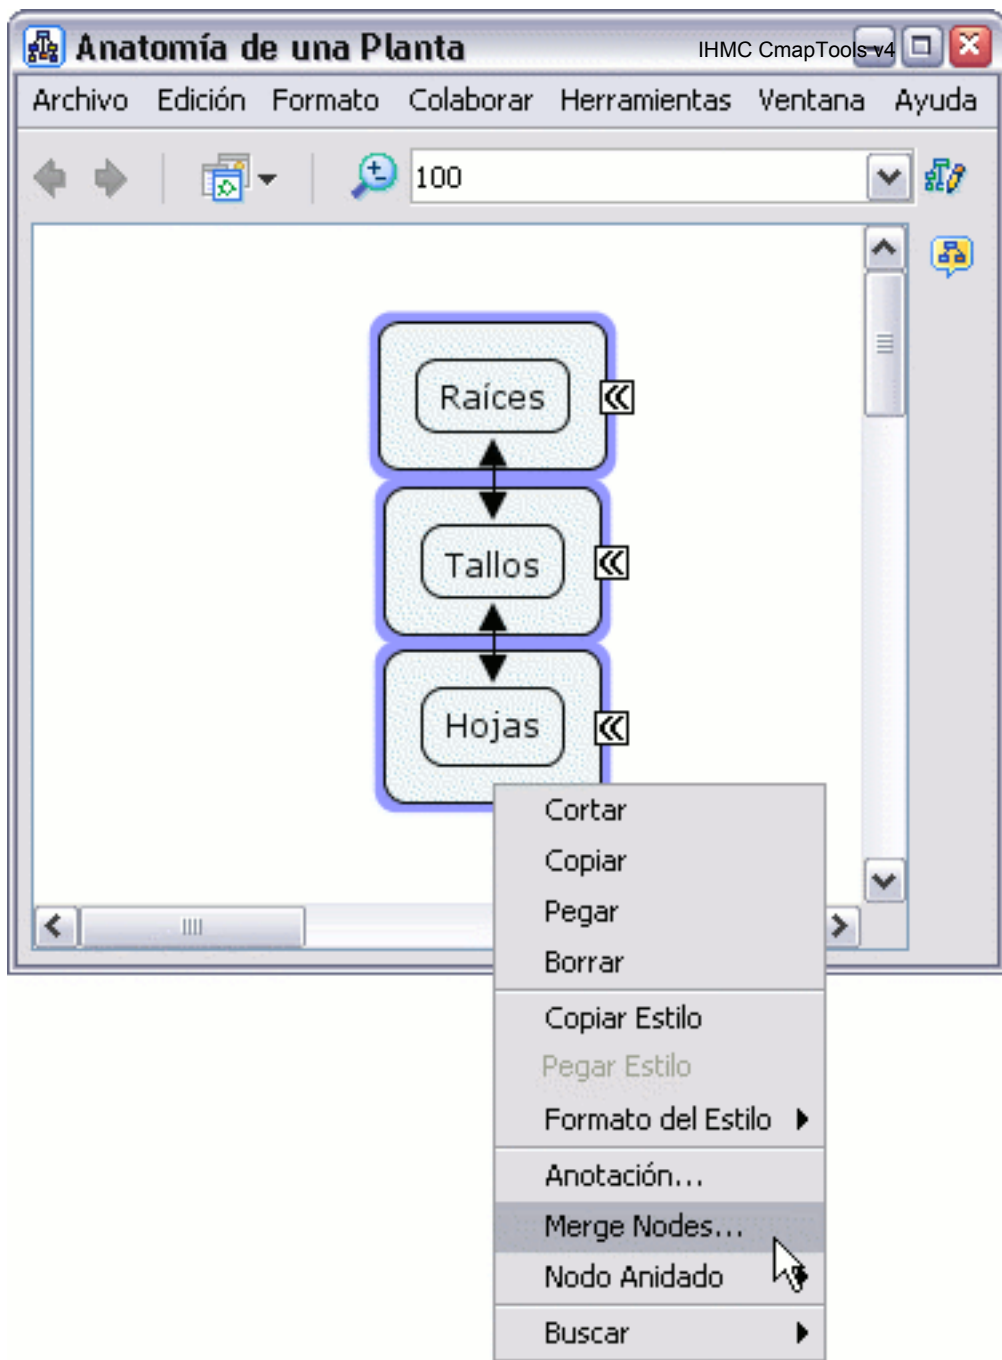 Anatomía de una Planta IHMC CmapTools v4
Archivo Edición Formato Colaborar Herramientas Ventana Ayuda
100
Raíces
Tallos
Hojas
Cortar
Copiar
Pegar
Borrar
Copiar Estilo
Pegar Estilo
Formato del Estilo
Anotación...
Merge Nodes...
Nodo Anidado
Buscar